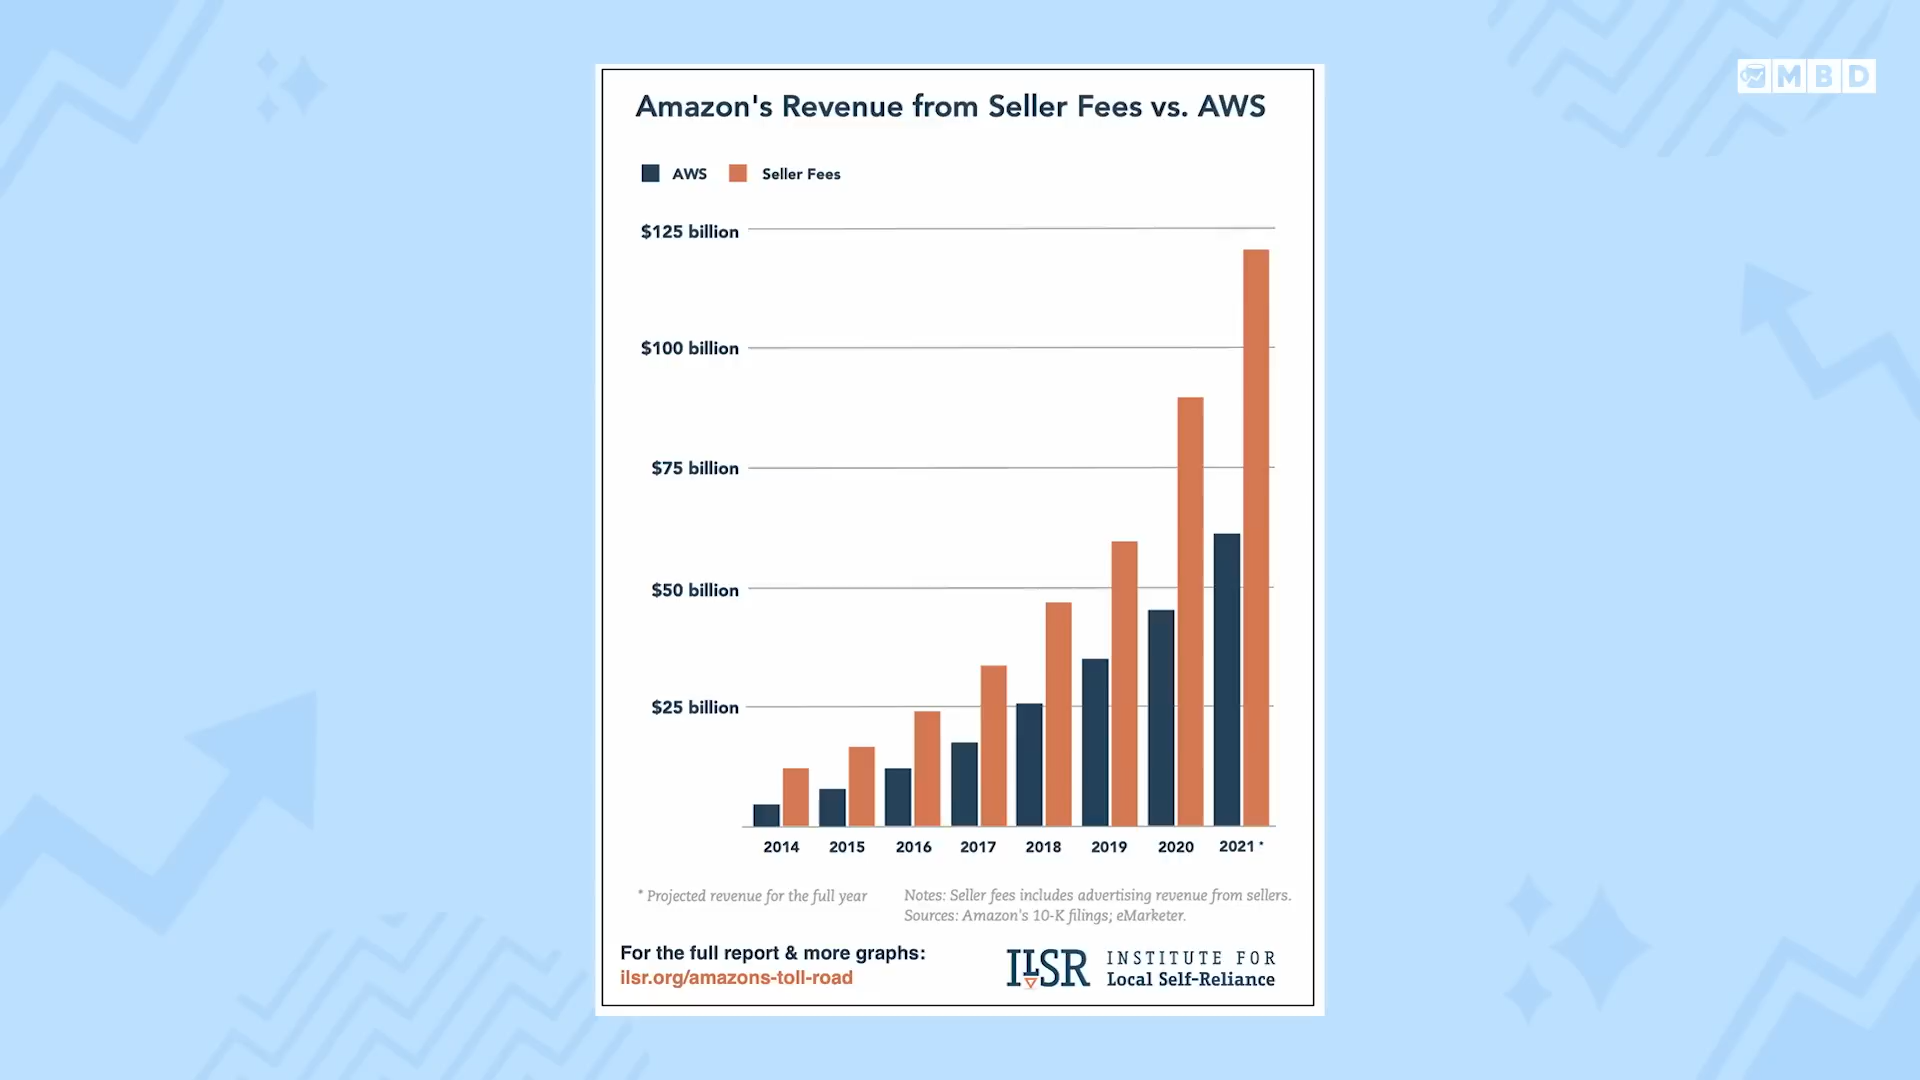 MBD
Amazon's Revenue from Seller Fees vs. AWS
AWS Seller Fees
$125 billion
$100 billion
$75 billion
$50 billion
$25 billion
2014 2015 2016 2017 2018 2019 2020 2021*
* Projected revenue for the full year
Notes: Seller fees includes advertising revenue from sellers.
Sources: Amazon's 10-K filings; eMarketer.
For the full report & more graphs:
ilsr.org/amazons-toll-road
ILSR
INSTITUTE FOR
Local Self-Reliance